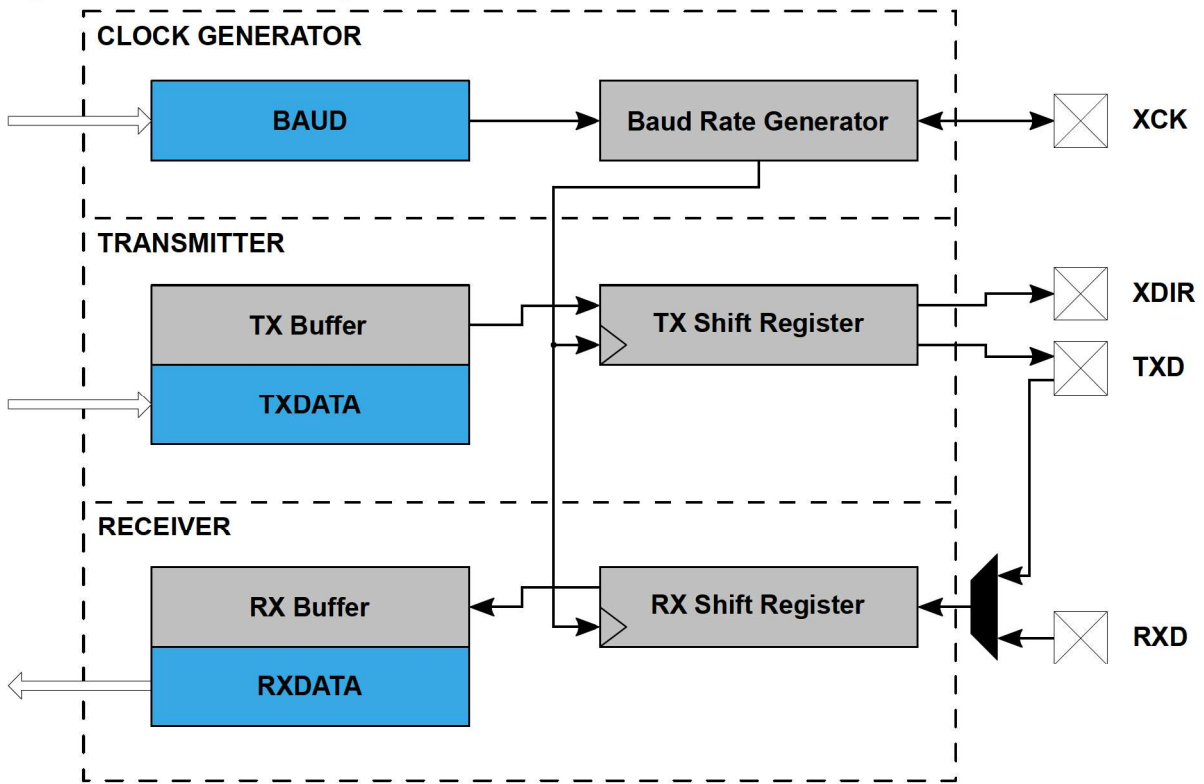 CLOCK GENERATOR
BAUD
Baud Rate Generator
XCK
TRANSMITTER
XDIR
TX Buffer
TX Shift Register
TXD
TXDATA
RECEIVER
RX Buffer
RX Shift Register
RXD
RXDATA